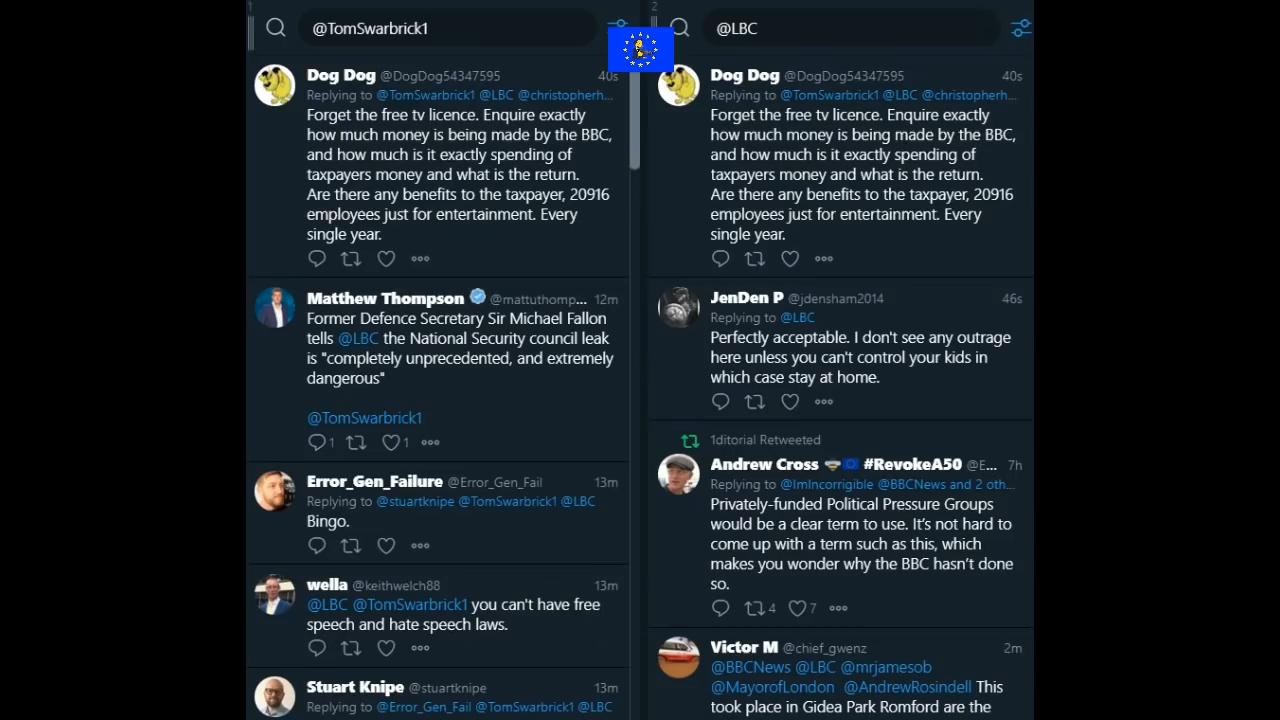 1
@TomSwarbrick1
Dog Dog @DogDog54347595 40s
Replying to @TomSwarbrick1 @LBC @christopherh...
Forget the free tv licence. Enquire exactly
how much money is being made by the BBC,
and how much is it exactly spending of
taxpayers money and what is the return.
Are there any benefits to the taxpayer, 20916
employees just for entertainment. Every
single year.
Matthew Thompson @mattuthomp... 12m
Former Defence Secretary Sir Michael Fallon
tells @LBC the National Security council leak
is "completely unprecedented, and extremely
dangerous"
@TomSwarbrick1
1 1
Error_Gen_Failure @Error_Gen_Fail 13m
Replying to @stuartknipe @TomSwarbrick1 @LBC
Bingo.
wella @keithwelch88 13m
@LBC @TomSwarbrick1 you can't have free
speech and hate speech laws.
Stuart Knipe @stuartknipe 13m
Replying to @Error_Gen_Fail @TomSwarbrick1 @LBC
2
@LBC
Dog Dog @DogDog54347595 40s
Replying to @TomSwarbrick1 @LBC @christopherh...
Forget the free tv licence. Enquire exactly
how much money is being made by the BBC,
and how much is it exactly spending of
taxpayers money and what is the return.
Are there any benefits to the taxpayer, 20916
employees just for entertainment. Every
single year.
JenDen P @jdensham2014 46s
Replying to @LBC
Perfectly acceptable. I don't see any outrage
here unless you can't control your kids in
which case stay at home.
1ditorial Retweeted
Andrew Cross #RevokeA50 @E... 7h
Replying to @ImIncorrigible @BBCNews and 2 oth...
Privately-funded Political Pressure Groups
would be a clear term to use. It’s not hard to
come up with a term such as this, which
makes you wonder why the BBC hasn’t done
so.
4 7
Victor M @chief_gwenz 2m
@BBCNews @LBC @mrjamesob
@MayorofLondon @AndrewRosindell This
took place in Gidea Park Romford are the